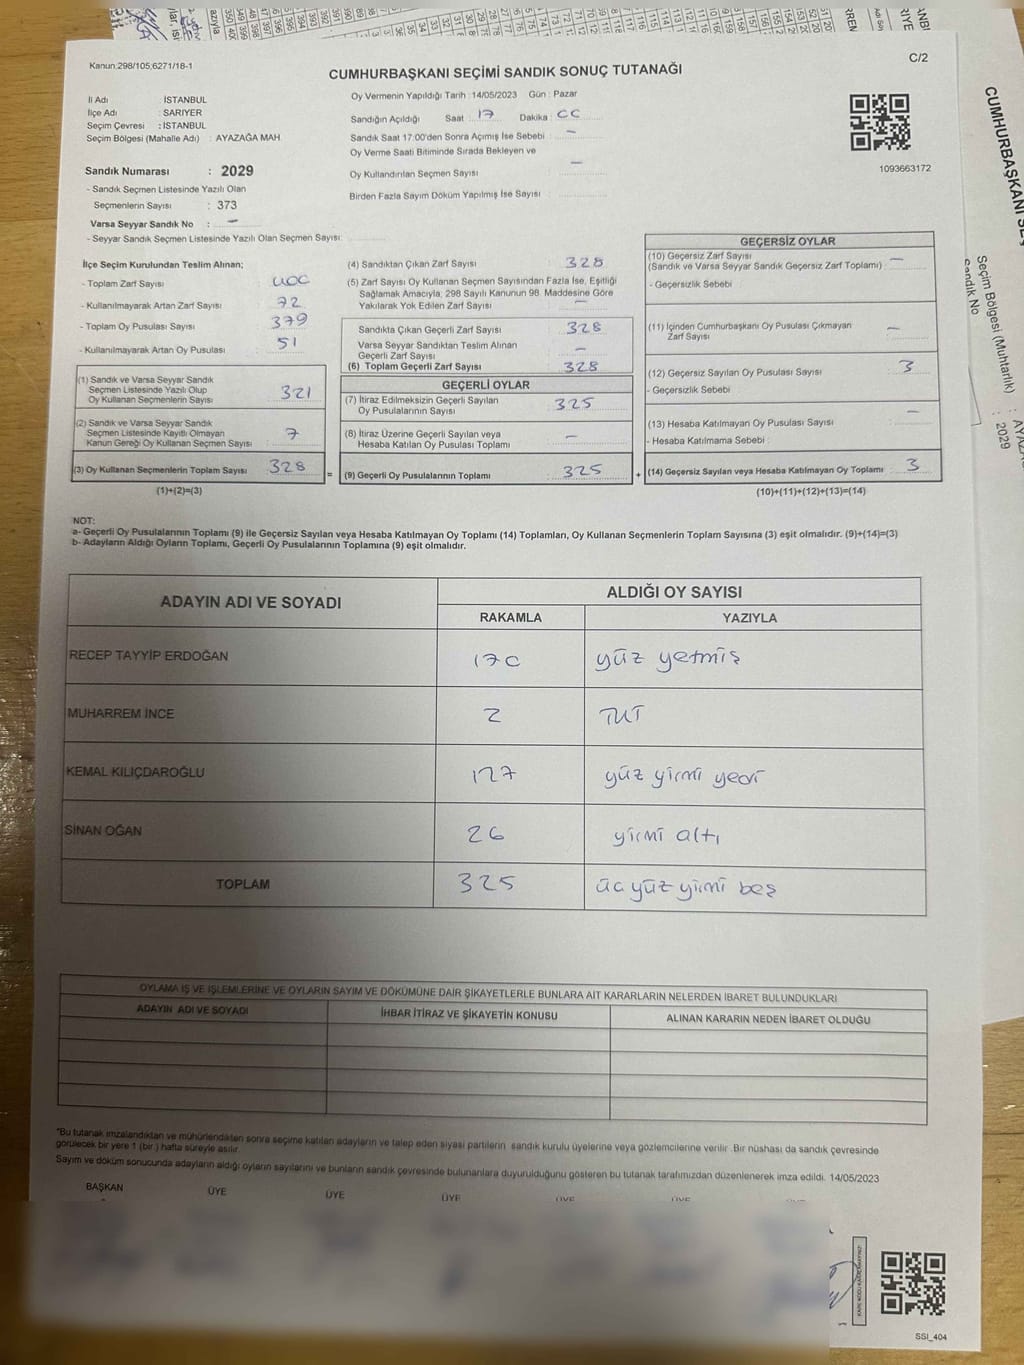 Kanun:298/105;6271/18-1
C/2
CUMHURBAŞKANI SEÇİMİ SANDIK SONUÇ TUTANAĞI
İl Adı İSTANBUL
İlçe Adı : SARIYER
Seçim Çevresi : İSTANBUL
Seçim Bölgesi (Mahalle Adı) : AYAZAĞA MAH
Oy Vermenin Yapıldığı Tarih :14/05/2023 Gün : Pazar
Sandığın Açıldığı Saat : 17 Dakika : 00
Sandık Saat 17:00'den Sonra Açımış İse Sebebi : —
Oy Verme Saati Bitiminde Sırada Bekleyen ve
Oy Kullandırılan Seçmen Sayısı —
Birden Fazla Sayım Döküm Yapılmış İse Sayısı :
1093663172
Sandık Numarası : 2029
- Sandık Seçmen Listesinde Yazılı Olan
Seçmenlerin Sayısı : 373
Varsa Seyyar Sandık No : —
- Seyyar Sandık Seçmen Listesinde Yazılı Olan Seçmen Sayısı:
İlçe Seçim Kurulundan Teslim Alınan;
- Toplam Zarf Sayısı : 400
- Kullanılmayarak Artan Zarf Sayısı : 72
- Toplam Oy Pusulası Sayısı : 379
- Kullanılmayarak Artan Oy Pusulası : 51
(1) Sandık ve Varsa Seyyar Sandık
Seçmen Listesinde Yazılı Olup
Oy Kullanan Seçmenlerin Sayısı : 321
(2) Sandık ve Varsa Seyyar Sandık
Seçmen Listesinde Kayıtlı Olmayan
Kanun Gereği Oy Kullanan Seçmen Sayısı : 7
(3) Oy Kullanan Seçmenlerin Toplam Sayısı : 328
(1)+(2)=(3)
=
(4) Sandıktan Çıkan Zarf Sayısı : 328
(5) Zarf Sayısı Oy Kullanan Seçmen Sayısından Fazla İse, Eşitliği
Sağlamak Amacıyla; 298 Sayılı Kanunun 98. Maddesine Göre
Yakılarak Yok Edilen Zarf Sayısı : —
Sandıkta Çıkan Geçerli Zarf Sayısı : 328
Varsa Seyyar Sandıktan Teslim Alınan
Geçerli Zarf Sayısı : —
(6) Toplam Geçerli Zarf Sayısı : 328
GEÇERLİ OYLAR
(7) İtiraz Edilmeksizin Geçerli Sayılan
Oy Pusulalarının Sayısı : 325
(8) İtiraz Üzerine Geçerli Sayılan veya
Hesaba Katılan Oy Pusulaları Toplamı : —
(9) Geçerli Oy Pusulalarının Toplamı : 325
+
GEÇERSİZ OYLAR
(10) Geçersiz Zarf Sayısı
(Sandık ve Varsa Seyyar Sandık Geçersiz Zarf Toplamı) : —
- Geçersizlik Sebebi :
(11) İçinden Cumhurbaşkanı Oy Pusulası Çıkmayan
Zarf Sayısı : —
(12) Geçersiz Sayılan Oy Pusulası Sayısı : 3
- Geçersizlik Sebebi :
(13) Hesaba Katılmayan Oy Pusulası Sayısı : —
- Hesaba Katılmama Sebebi :
(14) Geçersiz Sayılan veya Hesaba Katılmayan Oy Toplamı : 3
(10)+(11)+(12)+(13)=(14)
NOT:
a- Geçerli Oy Pusulalarının Toplamı (9) ile Geçersiz Sayılan veya Hesaba Katılmayan Oy Toplamı (14) Toplamları, Oy Kullanan Seçmenlerin Toplam Sayısına (3) eşit olmalıdır. (9)+(14)=(3)
b- Adayların Aldığı Oyların Toplamı, Geçerli Oy Pusulalarının Toplamına (9) eşit olmalıdır.
ADAYIN ADI VE SOYADI
ALDIĞI OY SAYISI
RAKAMLA YAZIYLA
RECEP TAYYİP ERDOĞAN 170 yüz yetmiş
MUHARREM İNCE 2
KEMAL KILIÇDAROĞLU 127 yüz yirmi yedi
SİNAN OĞAN 26 yirmi altı
TOPLAM 325 üç yüz yirmi beş
OYLAMA İŞ VE İŞLEMLERİNE VE OYLARIN SAYIM VE DÖKÜMÜNE DAİR ŞİKAYETLERLE BUNLARA AİT KARARLARIN NELERDEN İBARET BULUNDUKLARI
ADAYIN ADI VE SOYADI İHBAR İTİRAZ VE ŞİKAYETİN KONUSU ALINAN KARARIN NEDEN İBARET OLDUĞU
"Bu tutanak imzalandıktan ve mühürlendikten sonra seçime katılan adayların ve talep eden siyasi partilerin sandık kurulu üyelerine veya gözlemcilerine verilir. Bir nüshası da sandık çevresinde
görülecek bir yere 1 (bir ) hafta süreyle asılır.
Sayım ve döküm sonucunda adayların aldığı oyların sayılarını ve bunların sandık çevresinde bulunanlara duyurulduğunu gösteren bu tutanak tarafımızdan düzenlenerek imza edildi. 14/05/2023
BAŞKAN ÜYE ÜYE ÜYE ÜYE ÜYE
SSI_404
CUMHURBAŞKANI
Seçim Bölgesi (Muhtarlık)
Sandık No : 2029